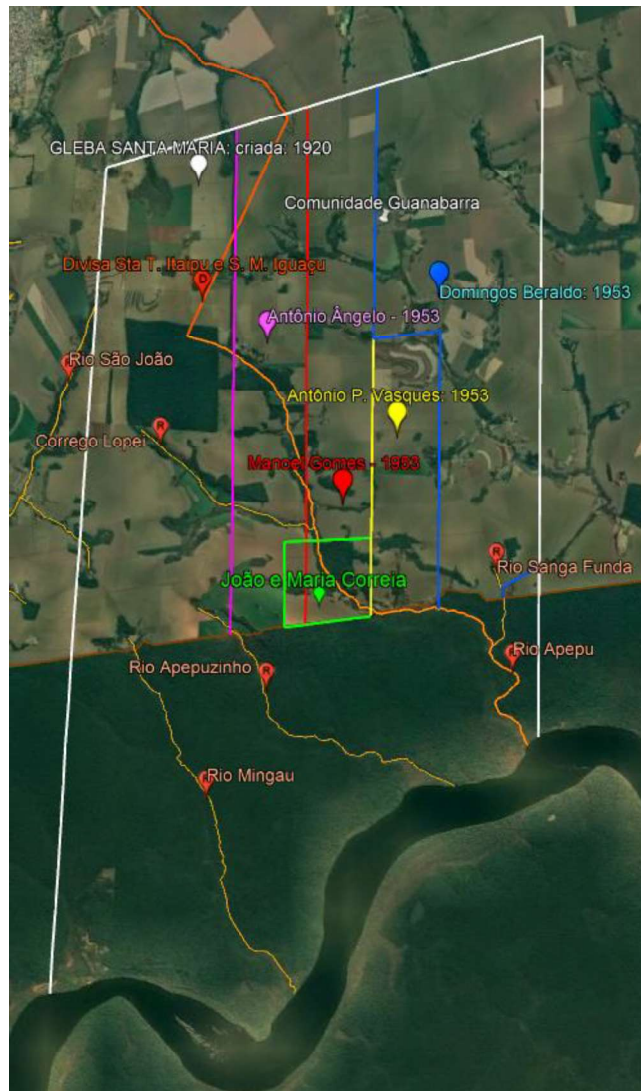 GLEBA SANTA MARIA: criada: 1920
Comunidade Guanabarra
Divisa Sta T. Itaipu e S. M. Iguaçu
D
Domingos Beraldo: 1953
Antônio Ângelo - 1953
Rio São João
R
Antônio P. Vasques: 1953
Corrego Lopei
R
Manoel Gomes - 1953
R
Rio Sanga Funda
João e Maria Correia
Rio Apepu
R
Rio Apepuzinho
R
Rio Mingau
R